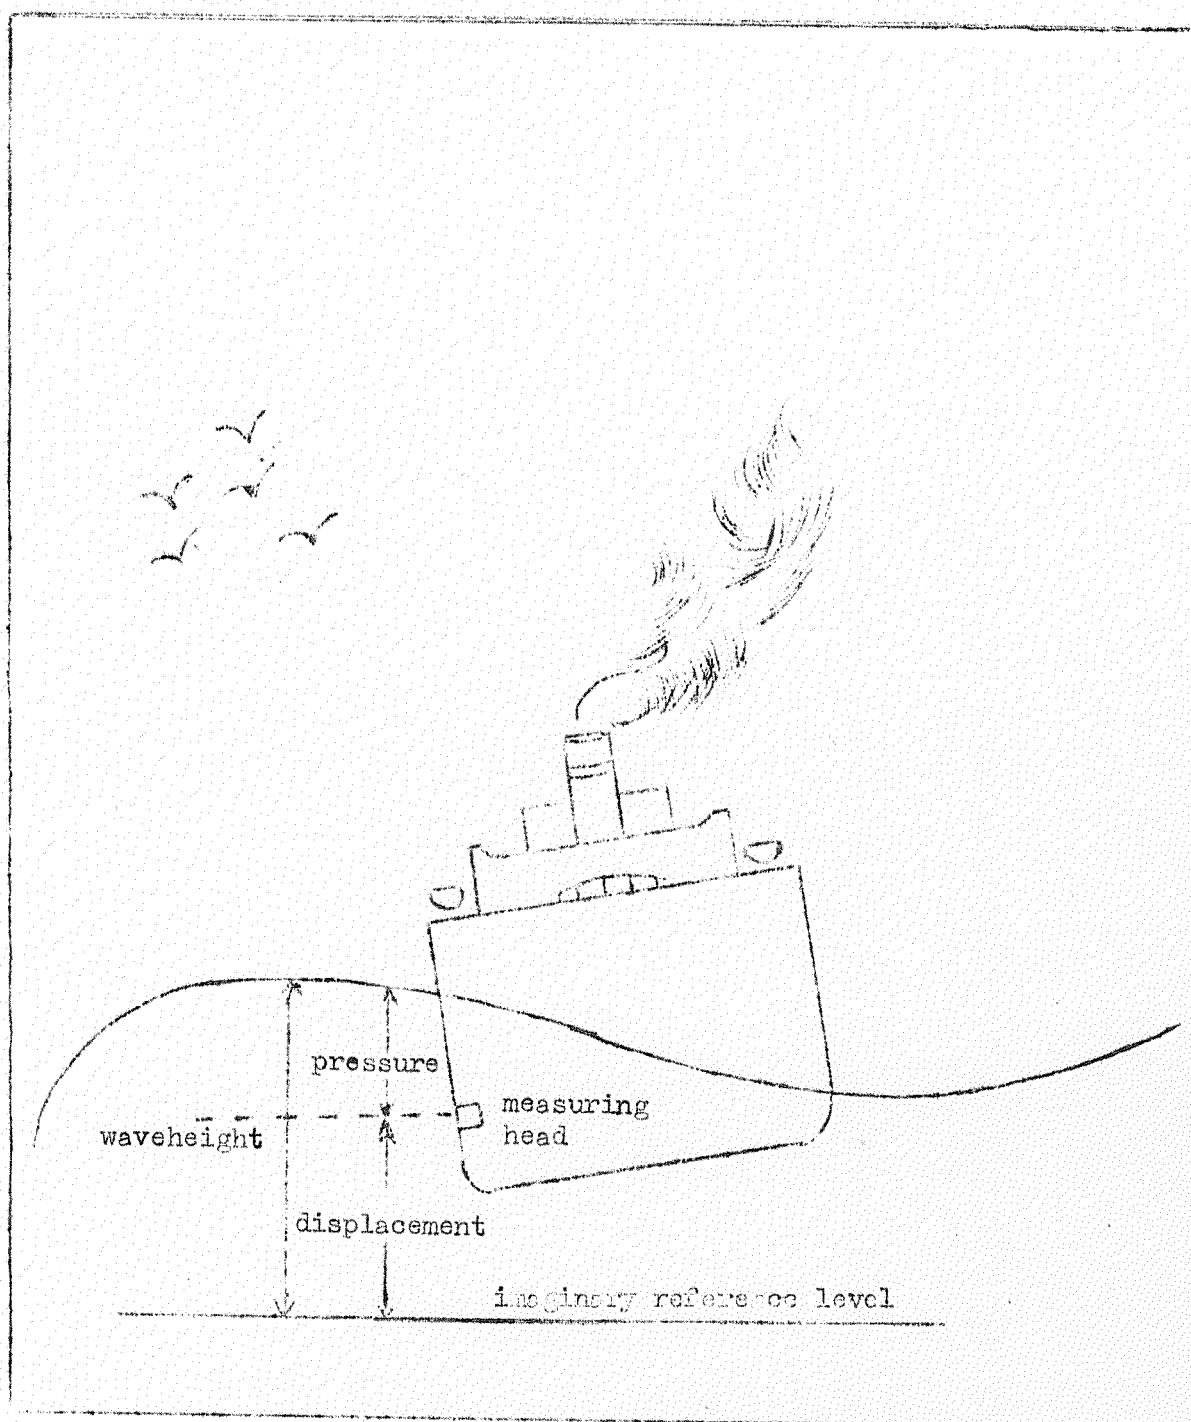 pressure
measuring
head
waveheight
displacement
imaginary reference level